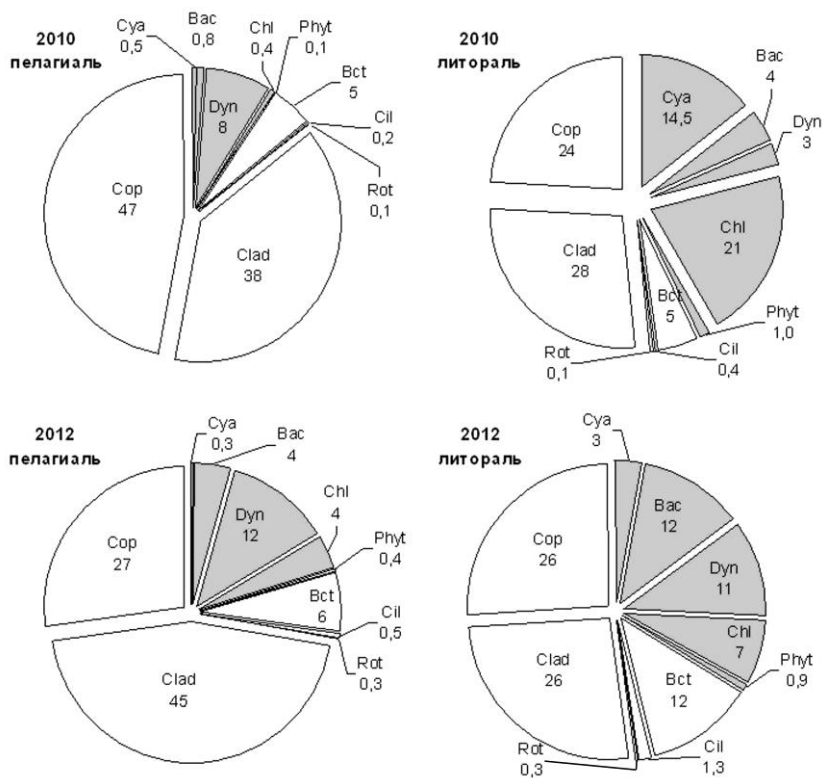 2010
пелагиаль
Cya
0,5
Bac
0,8
Chl
0,4
Phyt
0,1
Bct
5
Cil
0,2
Rot
0,1
Dyn
8
Cop
47
Clad
38
2010
литораль
Cya
14,5
Bac
4
Dyn
3
Chl
21
Phyt
1,0
Cil
0,4
Bct
5
Rot
0,1
Clad
28
Cop
24
2012
пелагиаль
Cya
0,3
Bac
4
Dyn
12
Chl
4
Phyt
0,4
Bct
6
Cil
0,5
Rot
0,3
Clad
45
Cop
27
2012
литораль
Cya
3
Bac
12
Dyn
11
Chl
7
Phyt
0,9
Bct
12
Cil
1,3
Rot
0,3
Clad
26
Cop
26